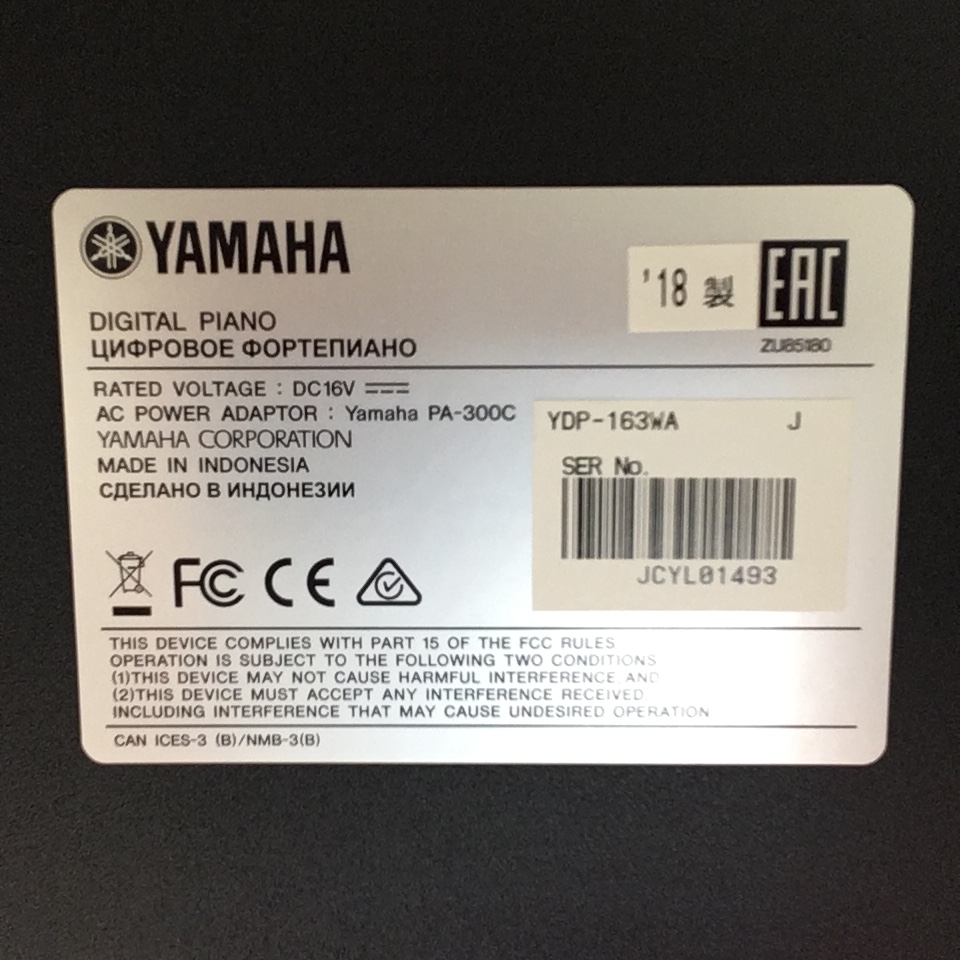 YAMAHA
'18 製
EAC
ZU85180
DIGITAL PIANO
ЦИФРОВОЕ ФОРТЕПИАНО
RATED VOLTAGE : DC16V
AC POWER ADAPTOR : Yamaha PA-300C
YAMAHA CORPORATION
MADE IN INDONESIA
СДЕЛАНО В ИНДОНЕЗИИ
YDP-163WA J
SER No.
JCYL01493
FC CE
THIS DEVICE COMPLIES WITH PART 15 OF THE FCC RULES
OPERATION IS SUBJECT TO THE FOLLOWING TWO CONDITIONS
(1)THIS DEVICE MAY NOT CAUSE HARMFUL INTERFERENCE, AND
(2)THIS DEVICE MUST ACCEPT ANY INTERFERENCE RECEIVED
INCLUDING INTERFERENCE THAT MAY CAUSE UNDESIRED OPERATION
CAN ICES-3 (B)/NMB-3(B)